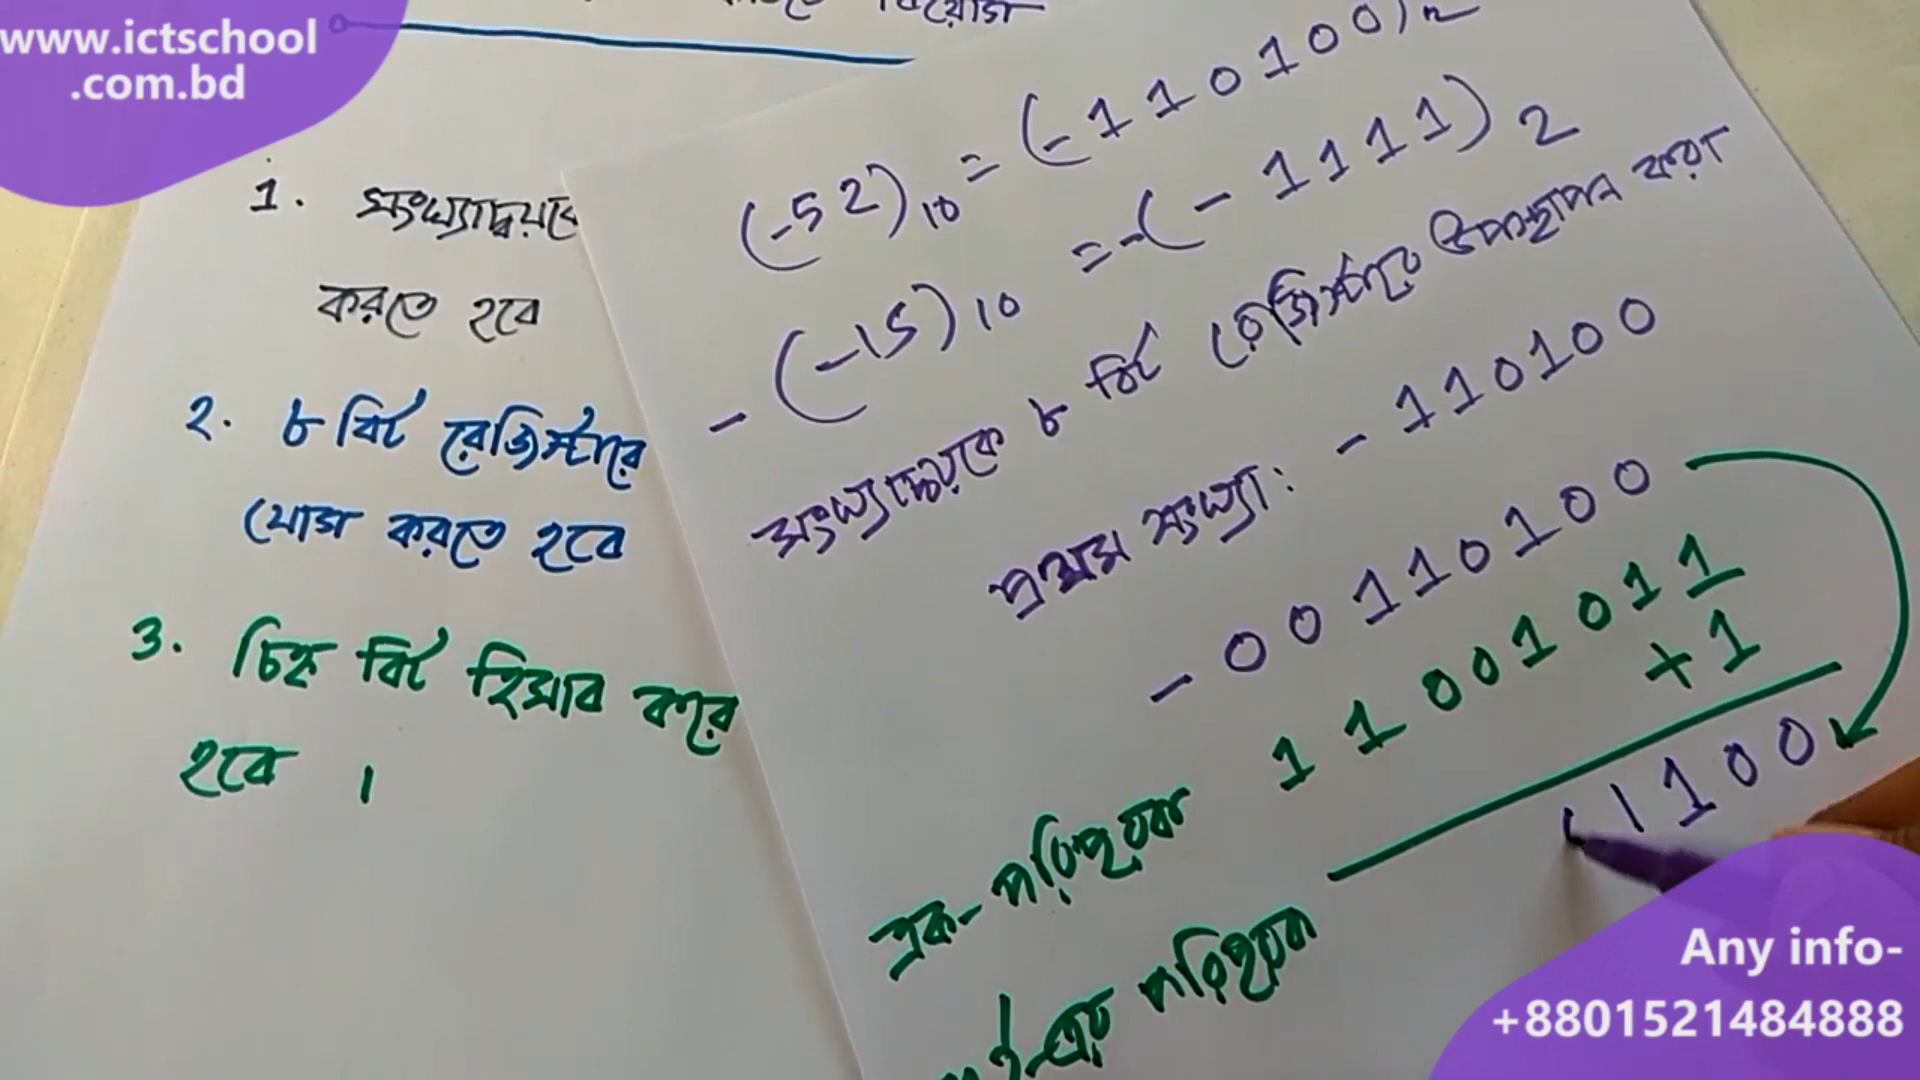 www.ictschool
.com.bd
1. সংখ্যাদ্বয়কে
করতে হবে
২. ৮ বিট রেজিস্টারে
যোগ করতে হবে
3. চিহ্ন বিট হিসাব করে
হবে ।
(-52)10 = (-110100)2
- (-15)10 = -(-1111)2
সংখ্যাদ্বয়কে ৮ বিট রেজিস্টারে উপস্থাপন করো
প্রথম সংখ্যা: -110100
-00110100
এক-পরিপূরক 11001011
+1
পরিপূরক 1100
Any info-
+8801521484888